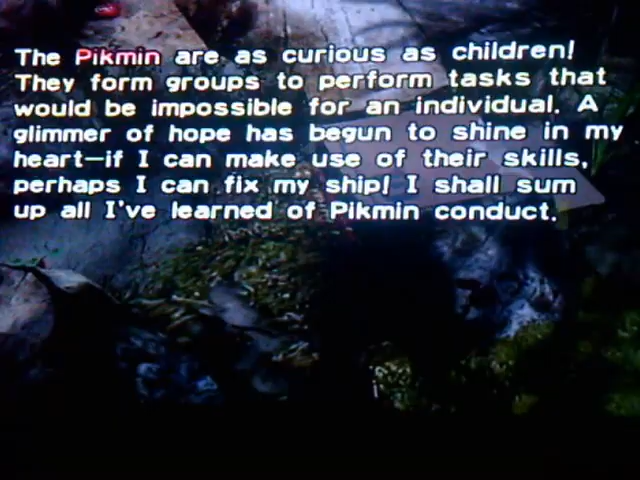 The Pikmin are as curious as children!
They form groups to perform tasks that
would be impossible for an individual. A
glimmer of hope has begun to shine in my
heart—if I can make use of their skills,
perhaps I can fix my ship! I shall sum
up all I've learned of Pikmin conduct.